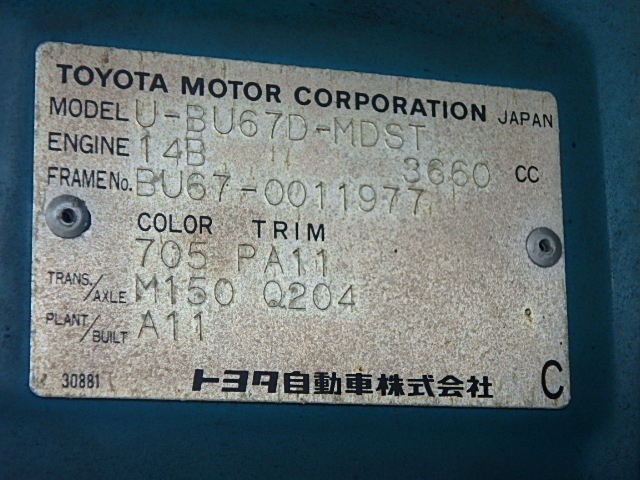 TOYOTA MOTOR CORPORATION JAPAN
MODEL U-BU67D-MDST
ENGINE 14B 3660 CC
FRAME No. BU67-0011977
COLOR TRIM
705 PA11
TRANS./AXLE M150 Q204
PLANT/BUILT A11
30881 トヨタ自動車株式会社 C